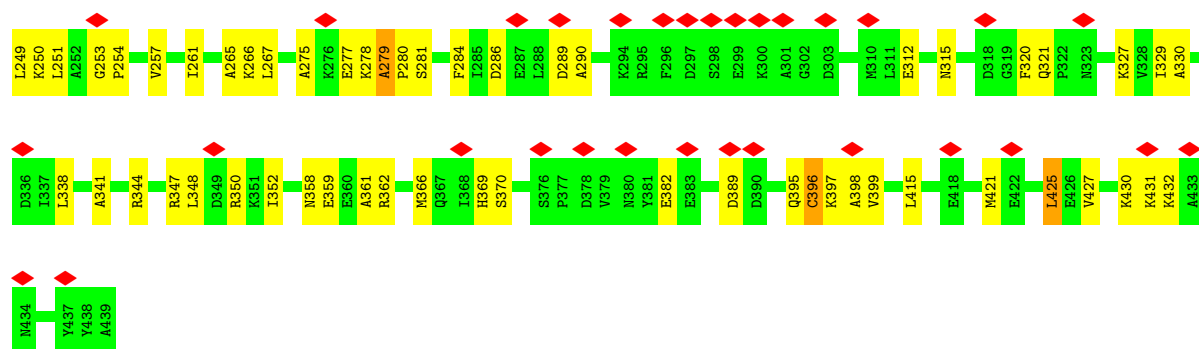 L249 K250 L251 A252 G253 P254 V257 I261 A265 K266 L267 A275 K276 E277 K278 A279 P280 S281 F284 I285 D286 E287 L288 D289 A290 K294 R295 F296 D297 S298 E299 K300 A301 G302 D303 M310 L311 E312 N315 D318 G319 F320 Q321 P322 N323 K327 V328 I329 A330
D336 I337 L338 A341 R344 R347 L348 D349 R350 K351 I352 N358 E359 E360 A361 R362 M366 Q367 I368 H369 S370 S376 P377 D378 V379 N380 Y381 E382 E383 D389 D390 Q395 C396 K397 A398 V399 L415 E418 M421 E422 L425 E426 V427 K430 K431 K432 A433
N434 Y437 Y438 A439